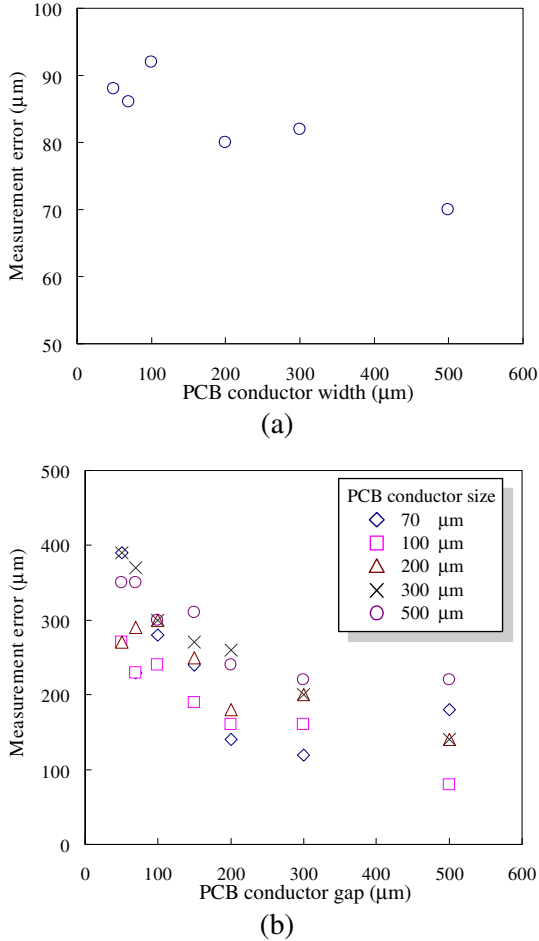 100
90
80
70
60
50
Measurement error (μm)
0 100 200 300 400 500 600
PCB conductor width (μm)
(a)
500
400
300
200
100
0
Measurement error (μm)
PCB conductor size
70 μm
100 μm
200 μm
300 μm
500 μm
0 100 200 300 400 500 600
PCB conductor gap (μm)
(b)